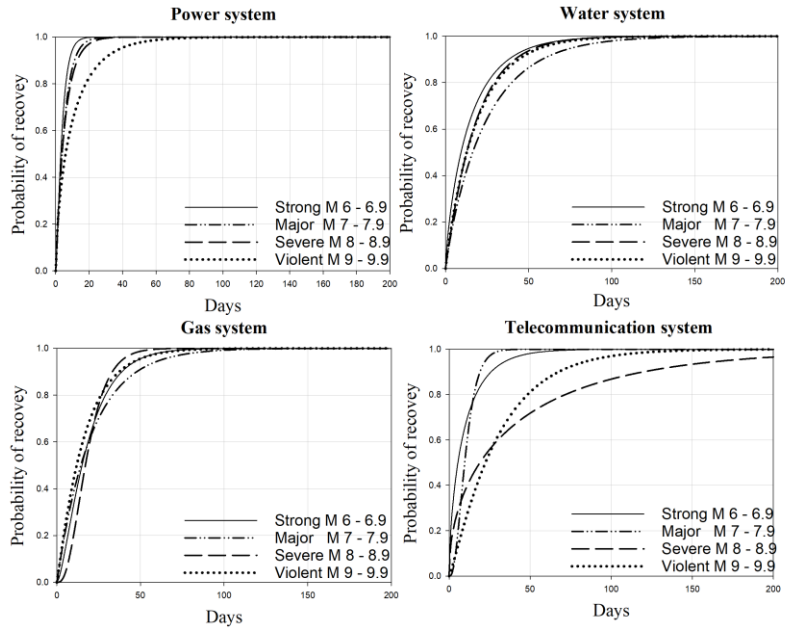 Power system
Probability of recovey
1.0
0.8
0.6
0.4
0.2
0.0
Strong M 6 - 6.9
Major M 7 - 7.9
Severe M 8 - 8.9
Violent M 9 - 9.9
0 20 40 60 80 100 120 140 160 180 200
Days
Water system
Probability of recovey
1.0
0.8
0.6
0.4
0.2
0.0
Strong M 6 - 6.9
Major M 7 - 7.9
Severe M 8 - 8.9
Violent M 9 - 9.9
0 50 100 150 200
Days
Gas system
Probability of recovey
1.0
0.8
0.6
0.4
0.2
0.0
Strong M 6 - 6.9
Major M 7 - 7.9
Severe M 8 - 8.9
Violent M 9 - 9.9
0 50 100 150 200
Days
Telecommunication system
Probability of recovey
1.0
0.8
0.6
0.4
0.2
0.0
Strong M 6 - 6.9
Major M 7 - 7.9
Severe M 8 - 8.9
Violent M 9 - 9.9
0 50 100 150 200
Days